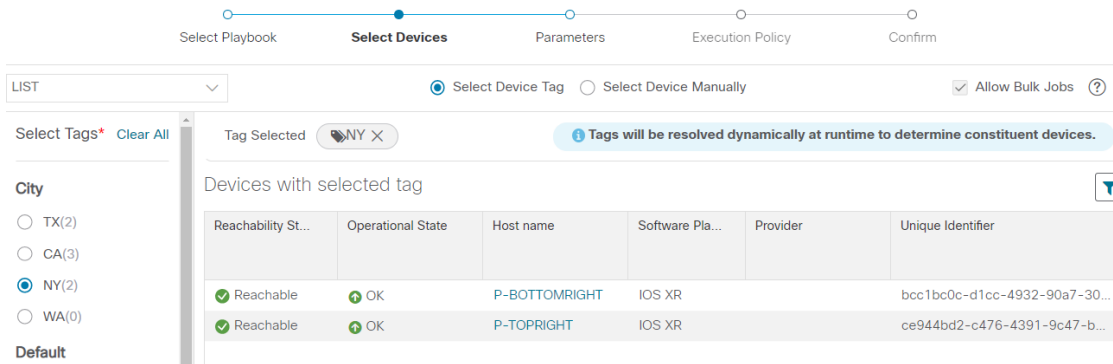 Select Playbook
Select Devices
Parameters
Execution Policy
Confirm
LIST
Select Device Tag
Select Device Manually
Allow Bulk Jobs ?
Select Tags* Clear All
Tag Selected
NY
Tags will be resolved dynamically at runtime to determine constituent devices.
City
TX(2)
CA(3)
NY(2)
WA(0)
Default
Devices with selected tag
Reachability St... Operational State Host name Software Pla... Provider Unique Identifier
Reachable OK P-BOTTOMRIGHT IOS XR bcc1bc0c-d1cc-4932-90a7-30...
Reachable OK P-TOPRIGHT IOS XR ce944bd2-c476-4391-9c47-b...